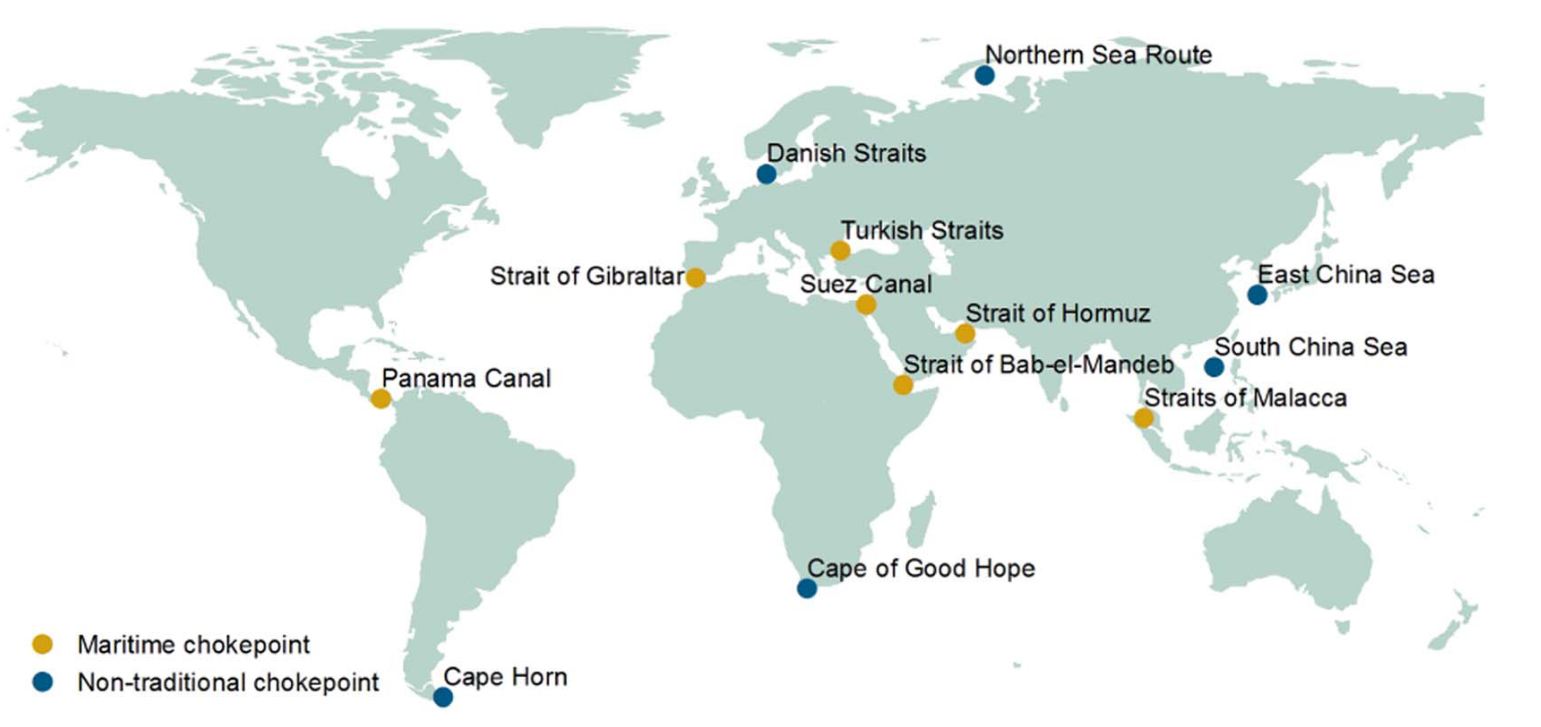 Northern Sea Route
Danish Straits
Turkish Straits
Strait of Gibraltar
Suez Canal
East China Sea
Strait of Hormuz
South China Sea
Strait of Bab-el-Mandeb
Panama Canal
Straits of Malacca
Cape of Good Hope
Maritime chokepoint
Cape Horn
Non-traditional chokepoint